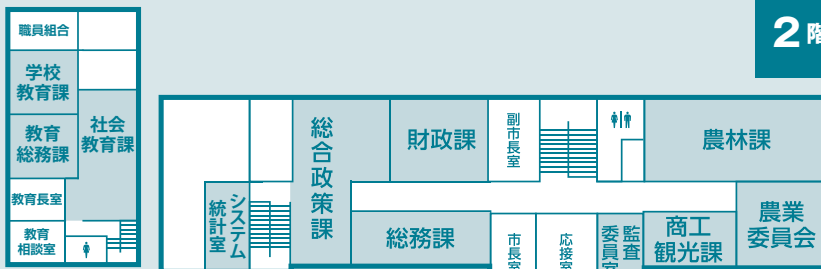 2階
職員組合
学校
教育課
教育
総務課
社会
教育課
教育長室
教育
相談室
システム
統計室
総合政策課
財政課
副市長室
農林課
総務課
市長室
応接室
監査
委員室
商工
観光課
農業
委員会